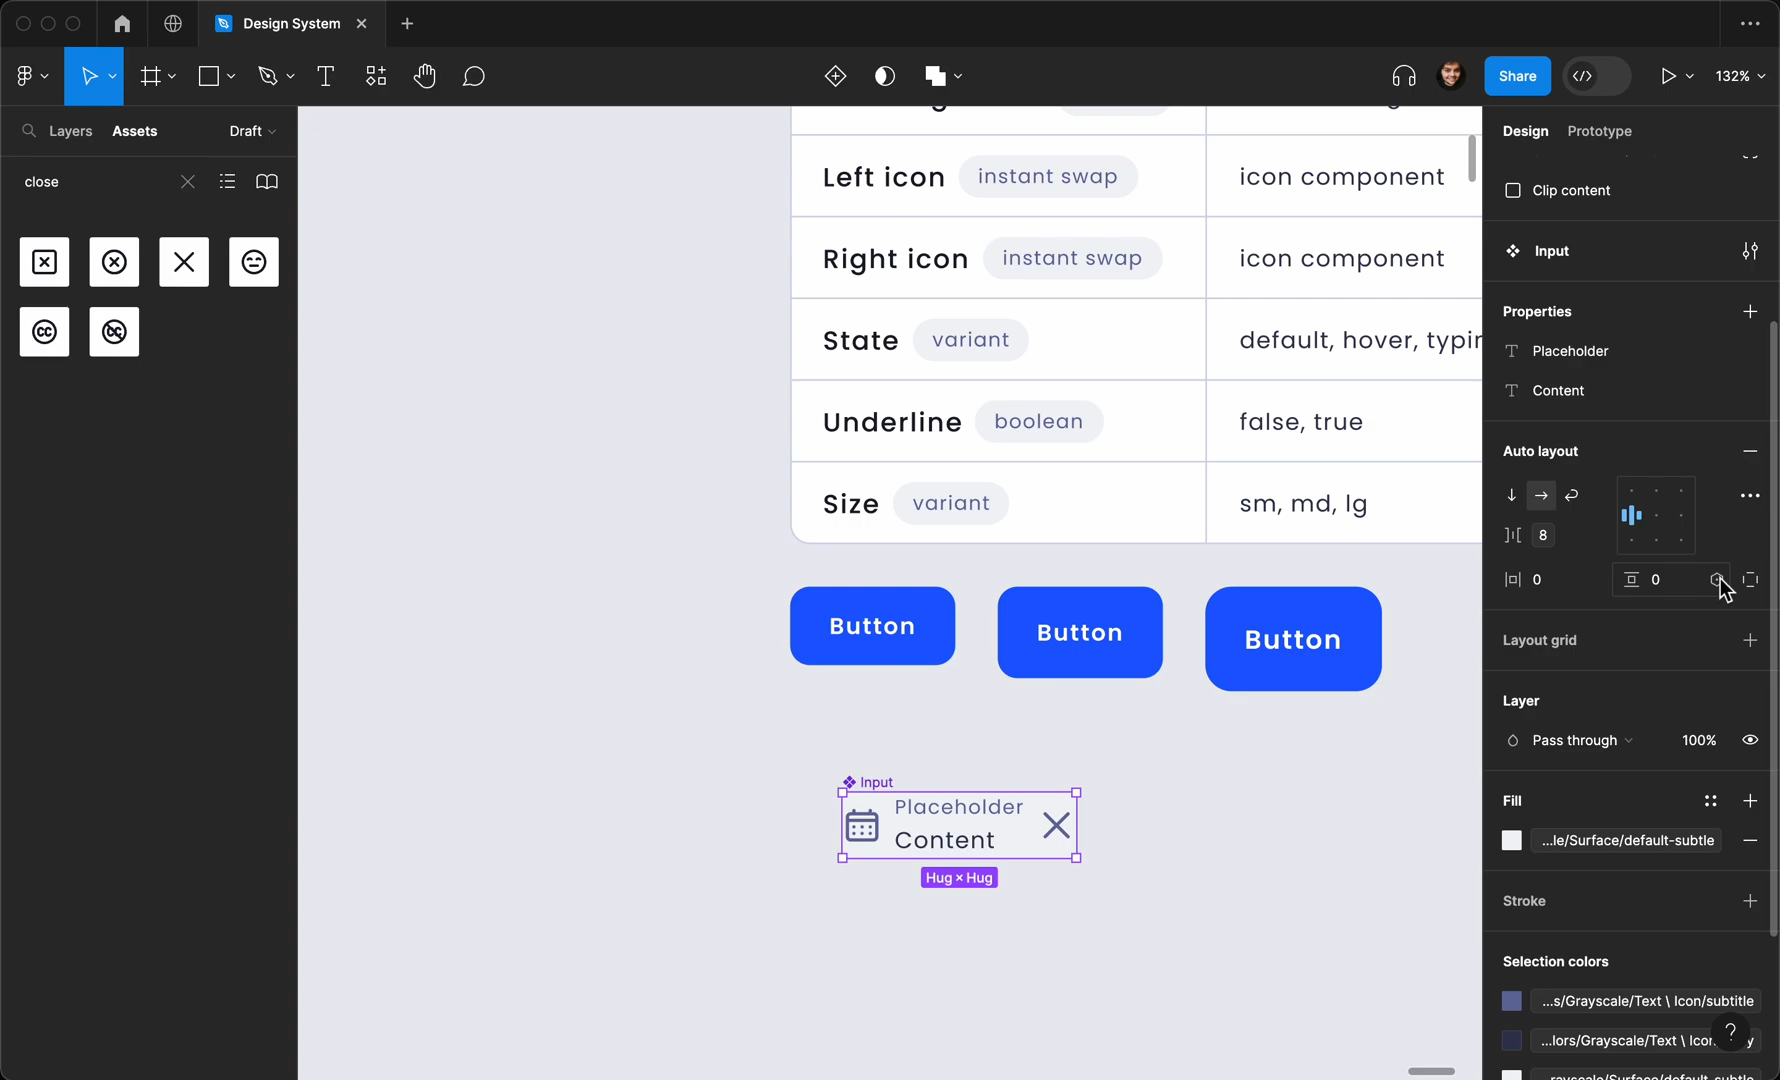 Design System
Share
132%
Layers Assets
Draft
close
Left icon instant swap icon component
Right icon instant swap icon component
State variant default, hover, typin
Underline boolean false, true
Size variant sm, md, lg
Button Button Button
Input
Placeholder
Content
Hug × Hug
Design Prototype
Clip content
Input
Properties
T Placeholder
T Content
Auto layout
8
0 0
Layout grid
Layer
Pass through 100%
Fill
...le/Surface/default-subtle
Stroke
Selection colors
...s/Grayscale/Text \ Icon/subtitle
...lors/Grayscale/Text \ Icon
?